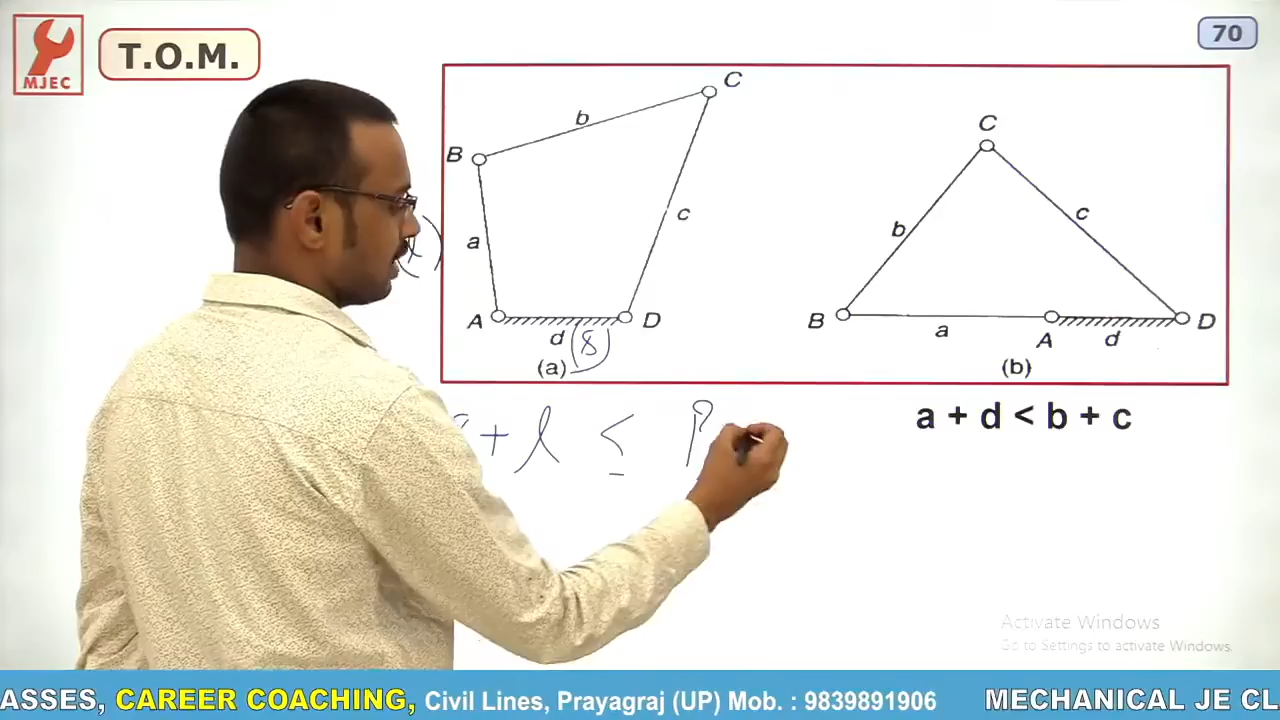 MJEC
T.O.M.
70
C
b
B
a
c
A
D
d
(8)
(a)
C
b
c
B
a
A
d
D
(b)
+ l ≤ P
a + d < b + c
Activate Windows
Go to Settings to activate Windows.
ASSES, CAREER COACHING, Civil Lines, Prayagraj (UP) Mob. : 9839891906 MECHANICAL JE CL